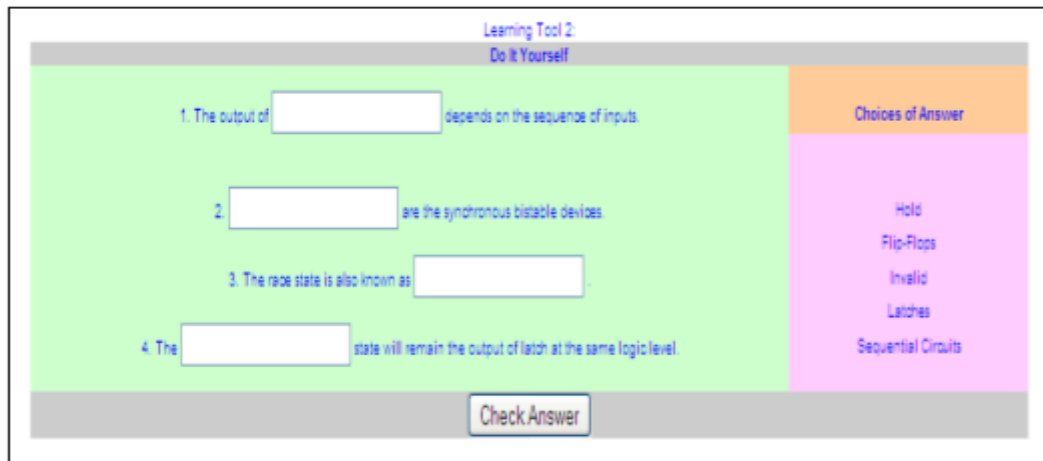 Learning Tool 2:
Do It Yourself
1. The output of depends on the sequence of inputs.
Choices of Answer
2. are the synchronous bistable devices.
3. The race state is also known as .
4. The state will remain the output of latch at the same logic level.
Hold
Flip-Flops
Invalid
Latches
Sequential Circuits
Check Answer